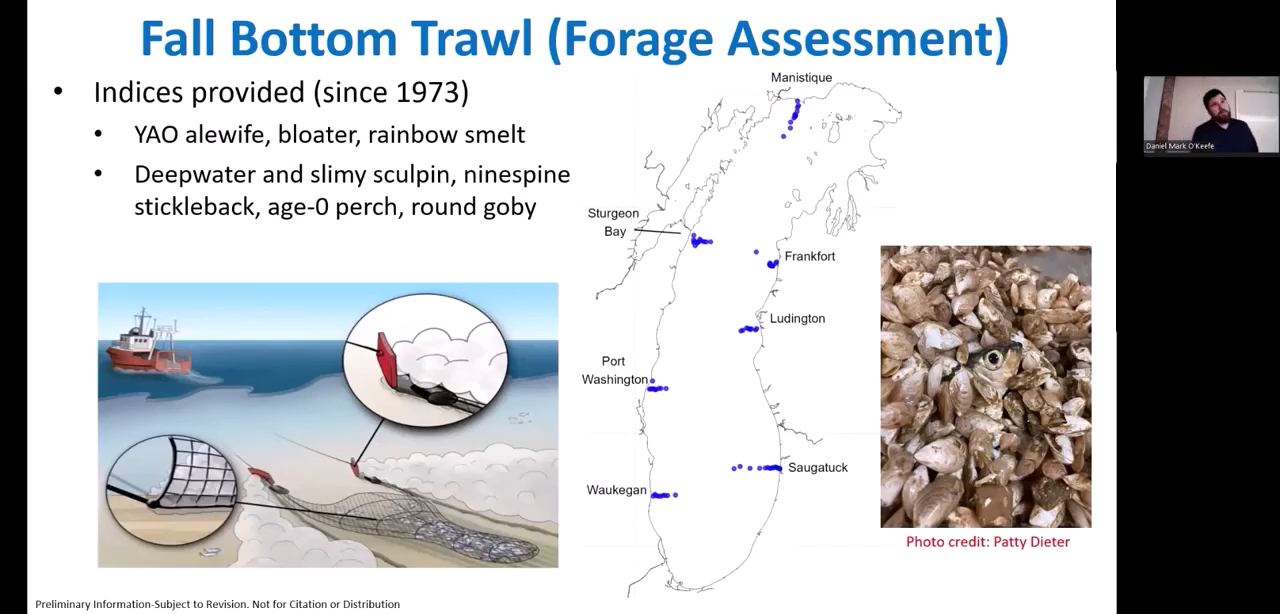 Fall Bottom Trawl (Forage Assessment)
• Indices provided (since 1973)
• YAO alewife, bloater, rainbow smelt
• Deepwater and slimy sculpin, ninespine
stickleback, age-0 perch, round goby
Manistique
Sturgeon
Bay
Frankfort
Ludington
Port
Washington
Saugatuck
Waukegan
Photo credit: Patty Dieter
Preliminary Information-Subject to Revision. Not for Citation or Distribution
Daniel Mark O'Keefe